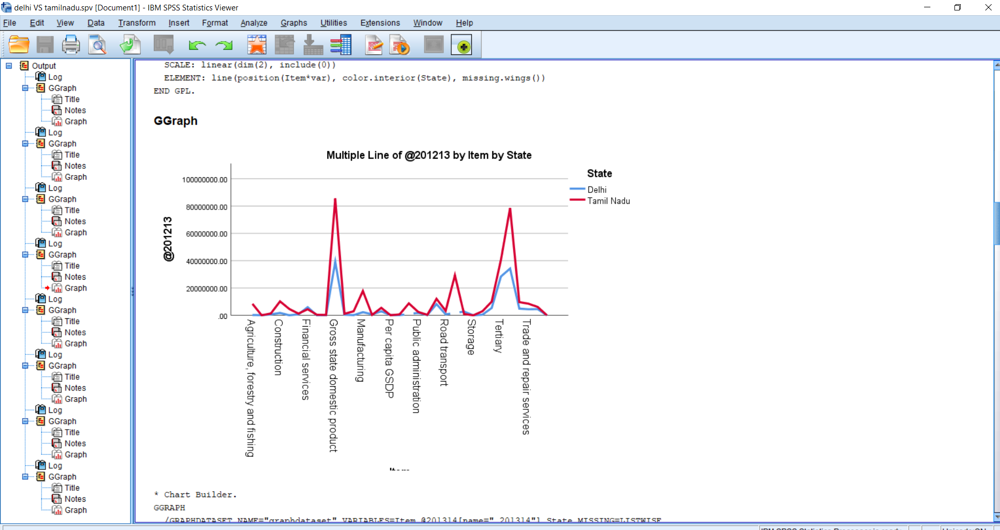 delhi VS tamilnadu.spv [Document1] - IBM SPSS Statistics Viewer
File Edit View Data Transform Insert Format Analyze Graphs Utilities Extensions Window Help
Output
Log
GGraph
Title
Notes
Graph
Log
GGraph
Title
Notes
Graph
Log
GGraph
Title
Notes
Graph
Log
GGraph
Title
Notes
Graph
Log
GGraph
Title
Notes
Graph
Log
GGraph
Title
Notes
Graph
Log
GGraph
Title
Notes
Graph
Log
GGraph
Title
Notes
Graph
SCALE: linear(dim(2), include(0))
ELEMENT: line(position(Item*var), color.interior(State), missing.wings())
END GPL.
GGraph
Multiple Line of @201213 by Item by State
State
Delhi
Tamil Nadu
@201213
100000000.00
80000000.00
60000000.00
40000000.00
20000000.00
.00
Agriculture, forestry and fishing
Construction
Financial services
Gross state domestic product
Manufacturing
Per capita GSDP
Public administration
Road transport
Storage
Tertiary
Trade and repair services
Item
* Chart Builder.
GGRAPH
/GRAPHDATASET NAME="graphdataset" VARIABLES=Item @201314[name="_201314"] State MISSING=LISTWISE